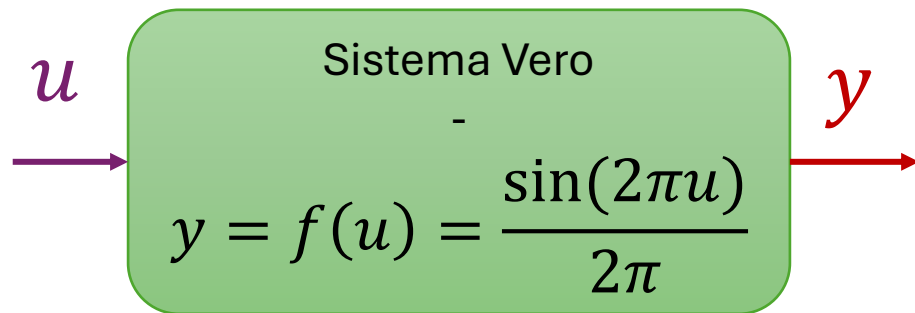 u
Sistema Vero
-
y
y = f(u) = sin(2πu) / 2π